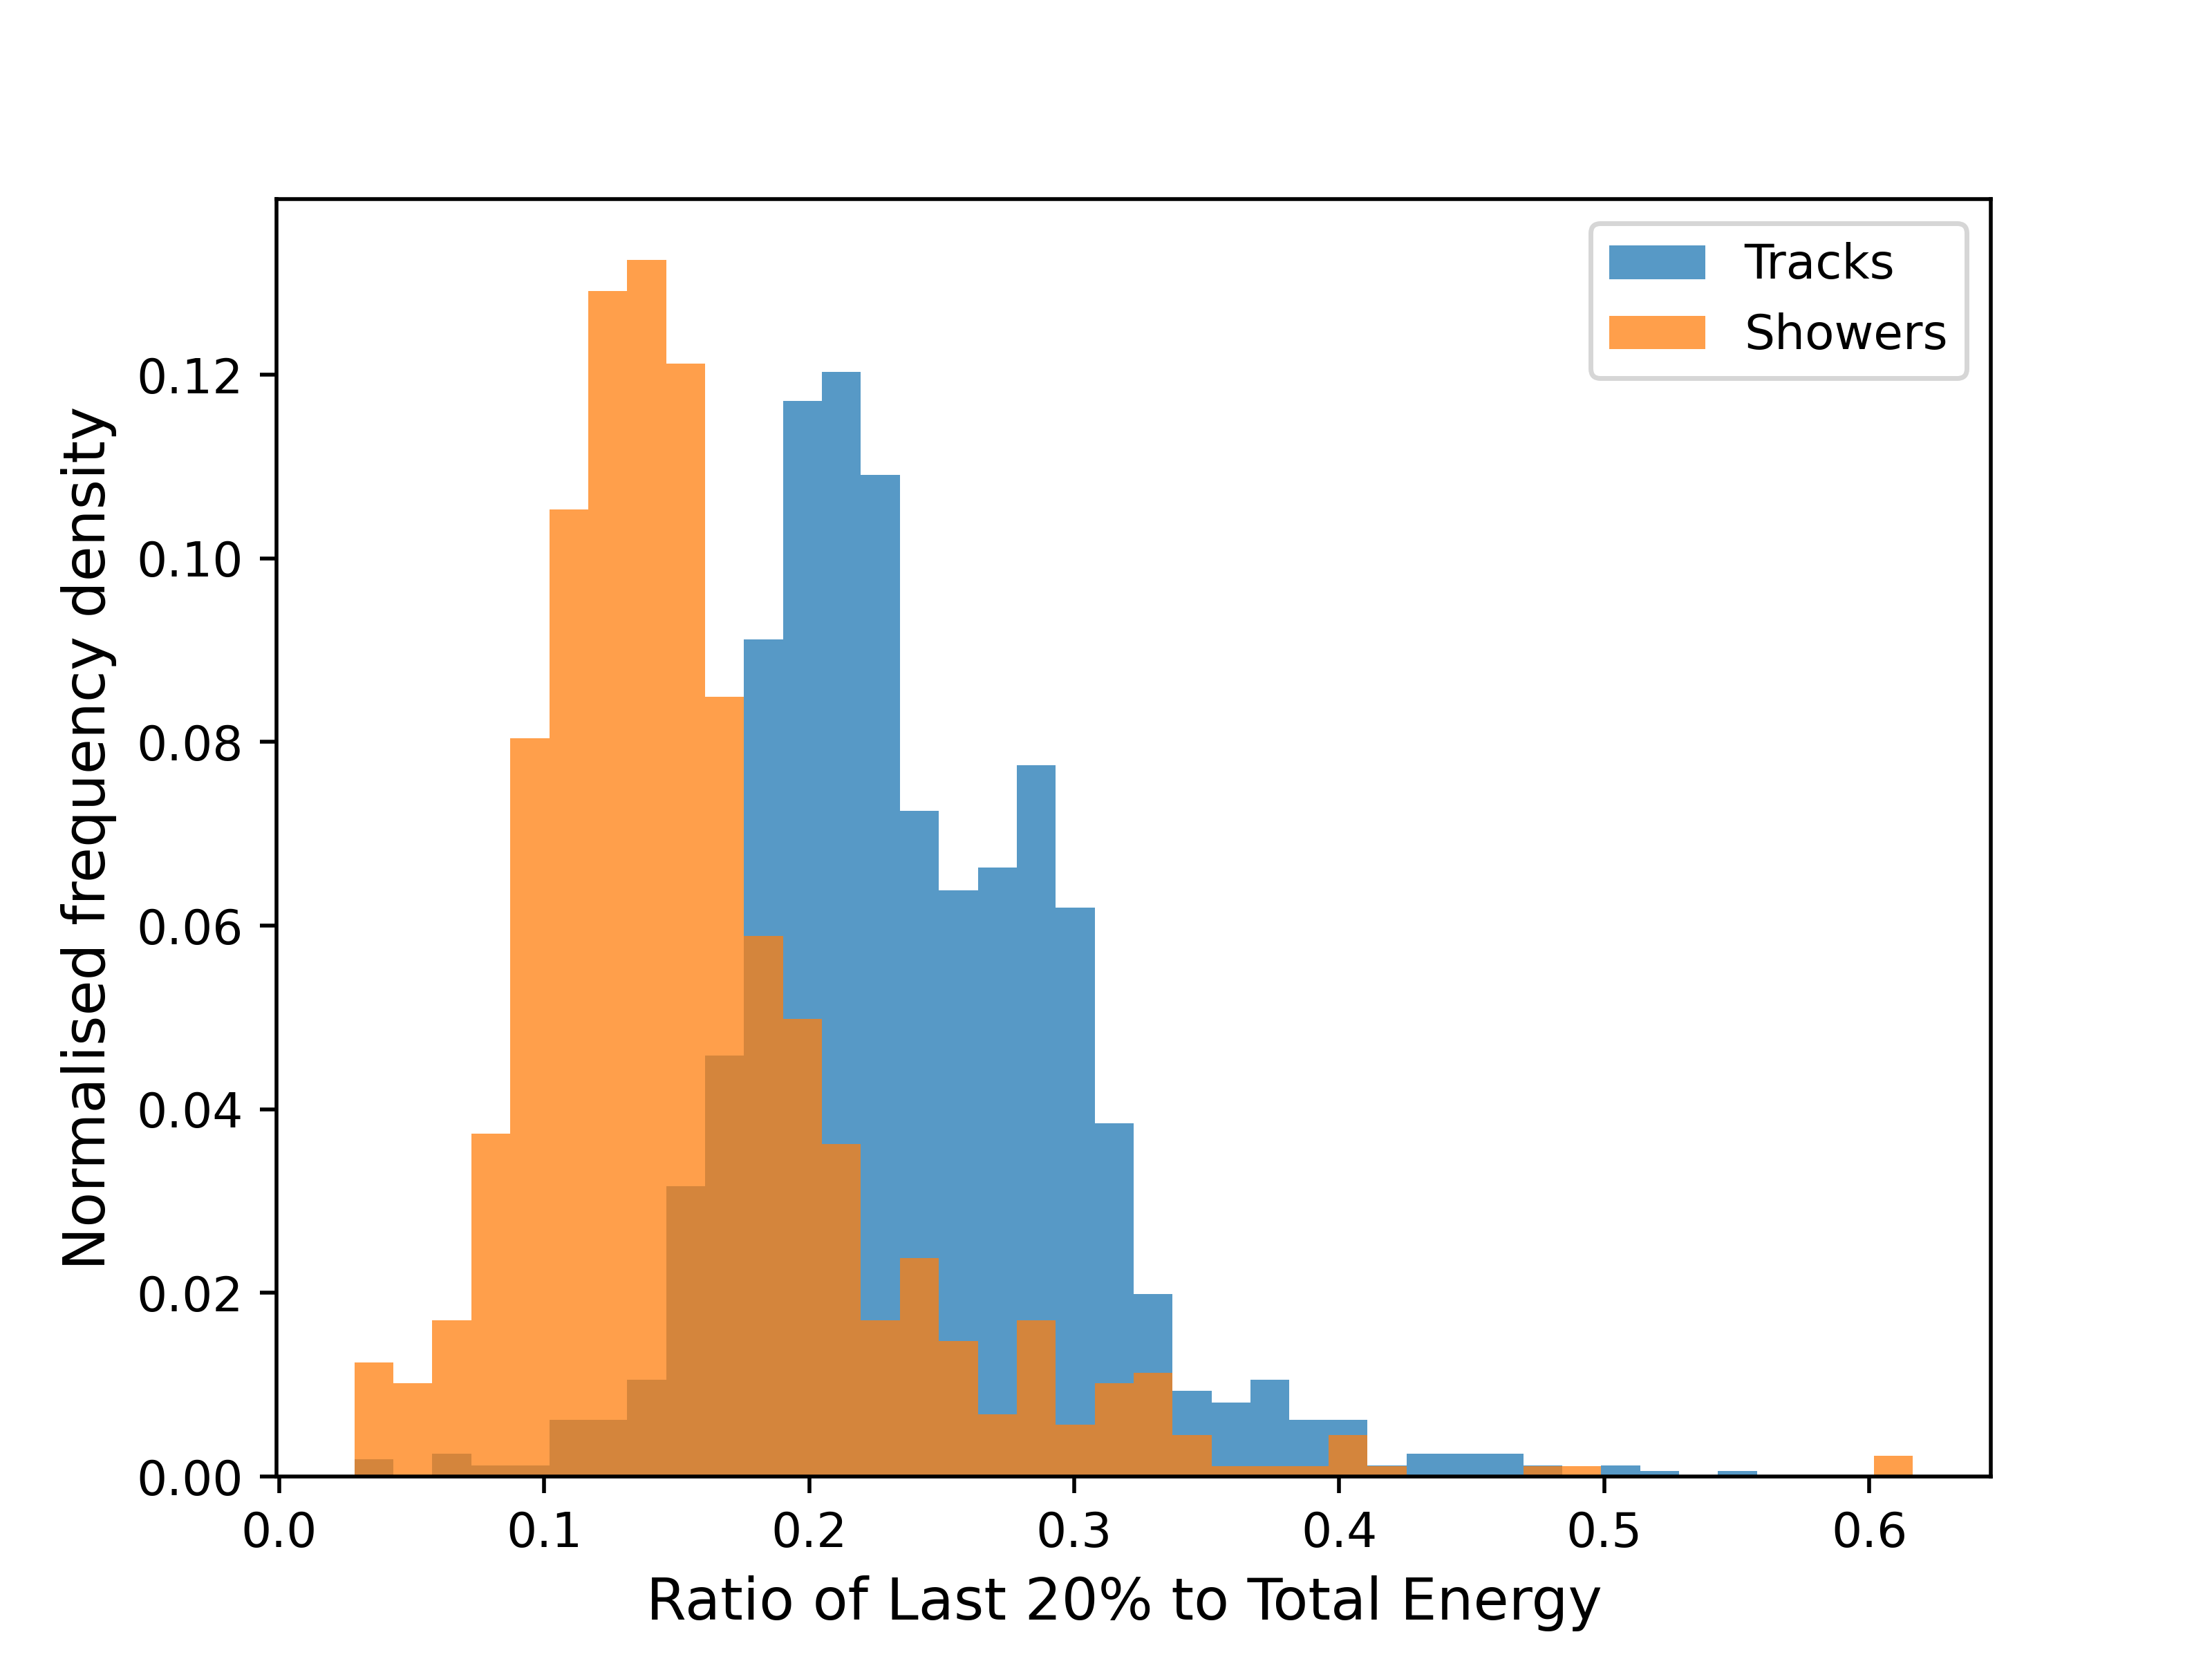 Tracks
Showers
Normalised frequency density
0.12
0.10
0.08
0.06
0.04
0.02
0.00
0.0 0.1 0.2 0.3 0.4 0.5 0.6
Ratio of Last 20% to Total Energy